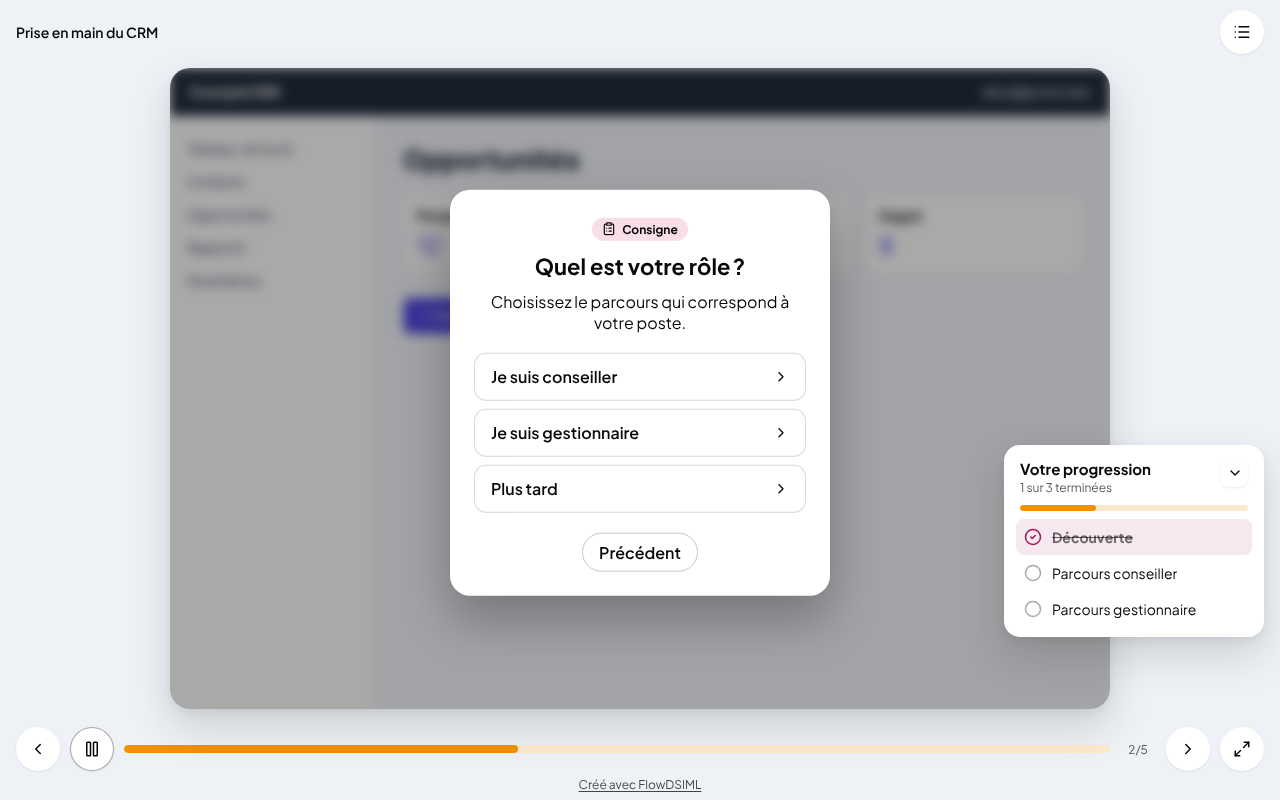 Prise en main du CRM
Opportunités
Consigne
Quel est votre rôle ?
Choisissez le parcours qui correspond à
votre poste.
Je suis conseiller
Je suis gestionnaire
Plus tard
Précédent
Votre progression
1 sur 3 terminées
Découverte
Parcours conseiller
Parcours gestionnaire
2/5
Créé avec FlowDSIML